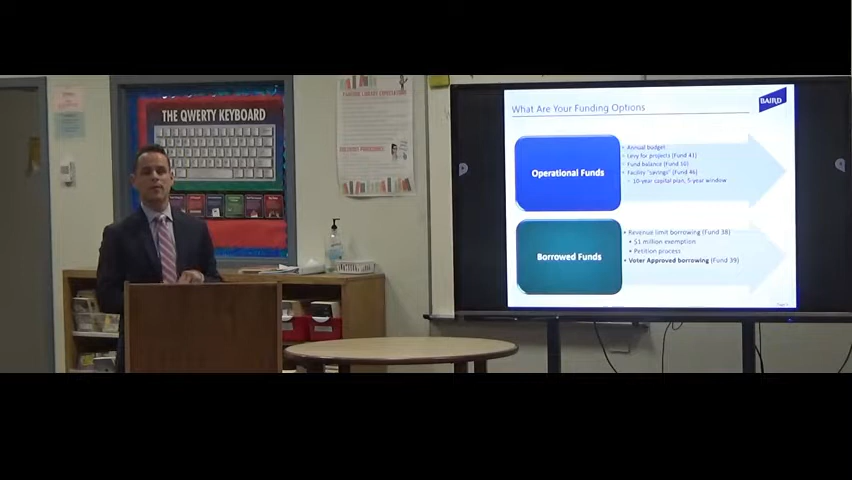 THE QWERTY KEYBOARD
What Are Your Funding Options
BAIRD
Operational Funds
Annual budget
Levy for projects (Fund 41)
Fund balance (Fund 10)
Facility "savings" (Fund 46)
10-year capital plan, 5-year window
Borrowed Funds
Revenue limit borrowing (Fund 38)
$1 million exemption
Petition process
Voter Approved borrowing (Fund 39)